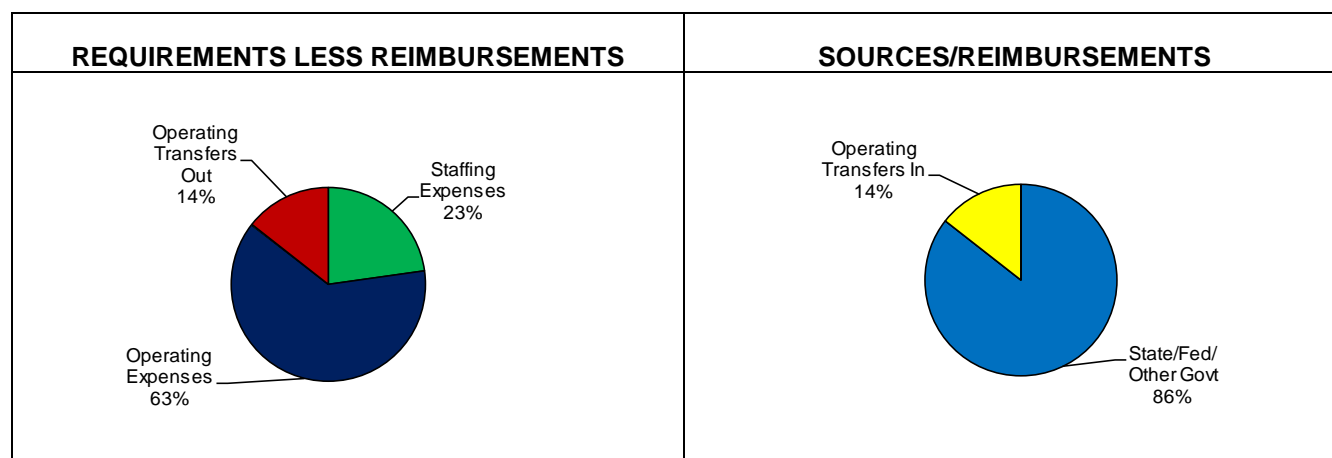 REQUIREMENTS LESS REIMBURSEMENTS
Operating
Transfers
Out
14%
Staffing
Expenses
23%
Operating
Expenses
63%
SOURCES/REIMBURSEMENTS
Operating
Transfers In
14%
State/Fed/
Other Govt
86%